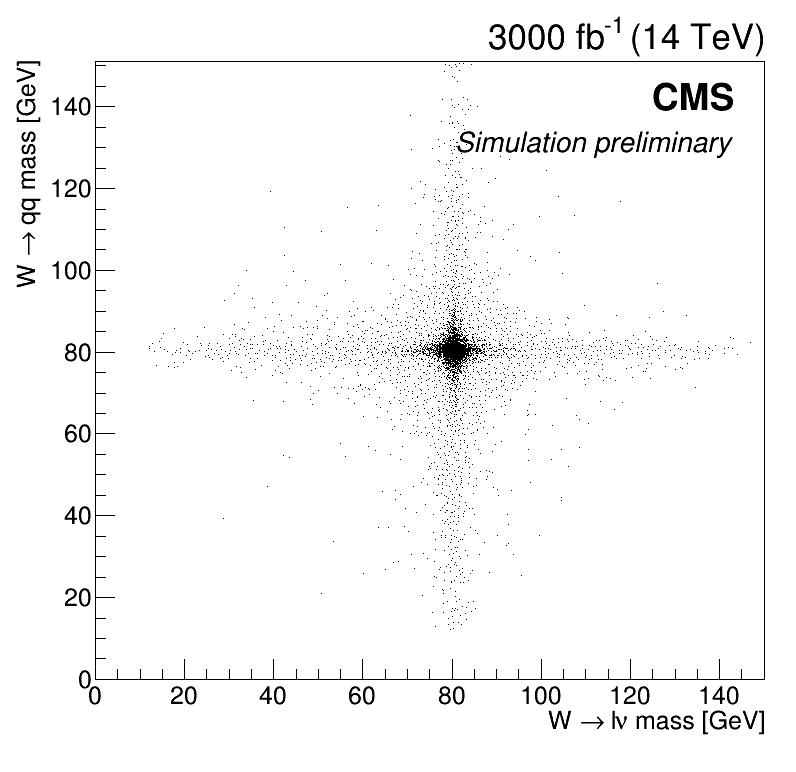 3000 fb-1 (14 TeV)
CMS
Simulation preliminary
W → qq mass [GeV]
140
120
100
80
60
40
20
0
0 20 40 60 80 100 120 140
W → lν mass [GeV]